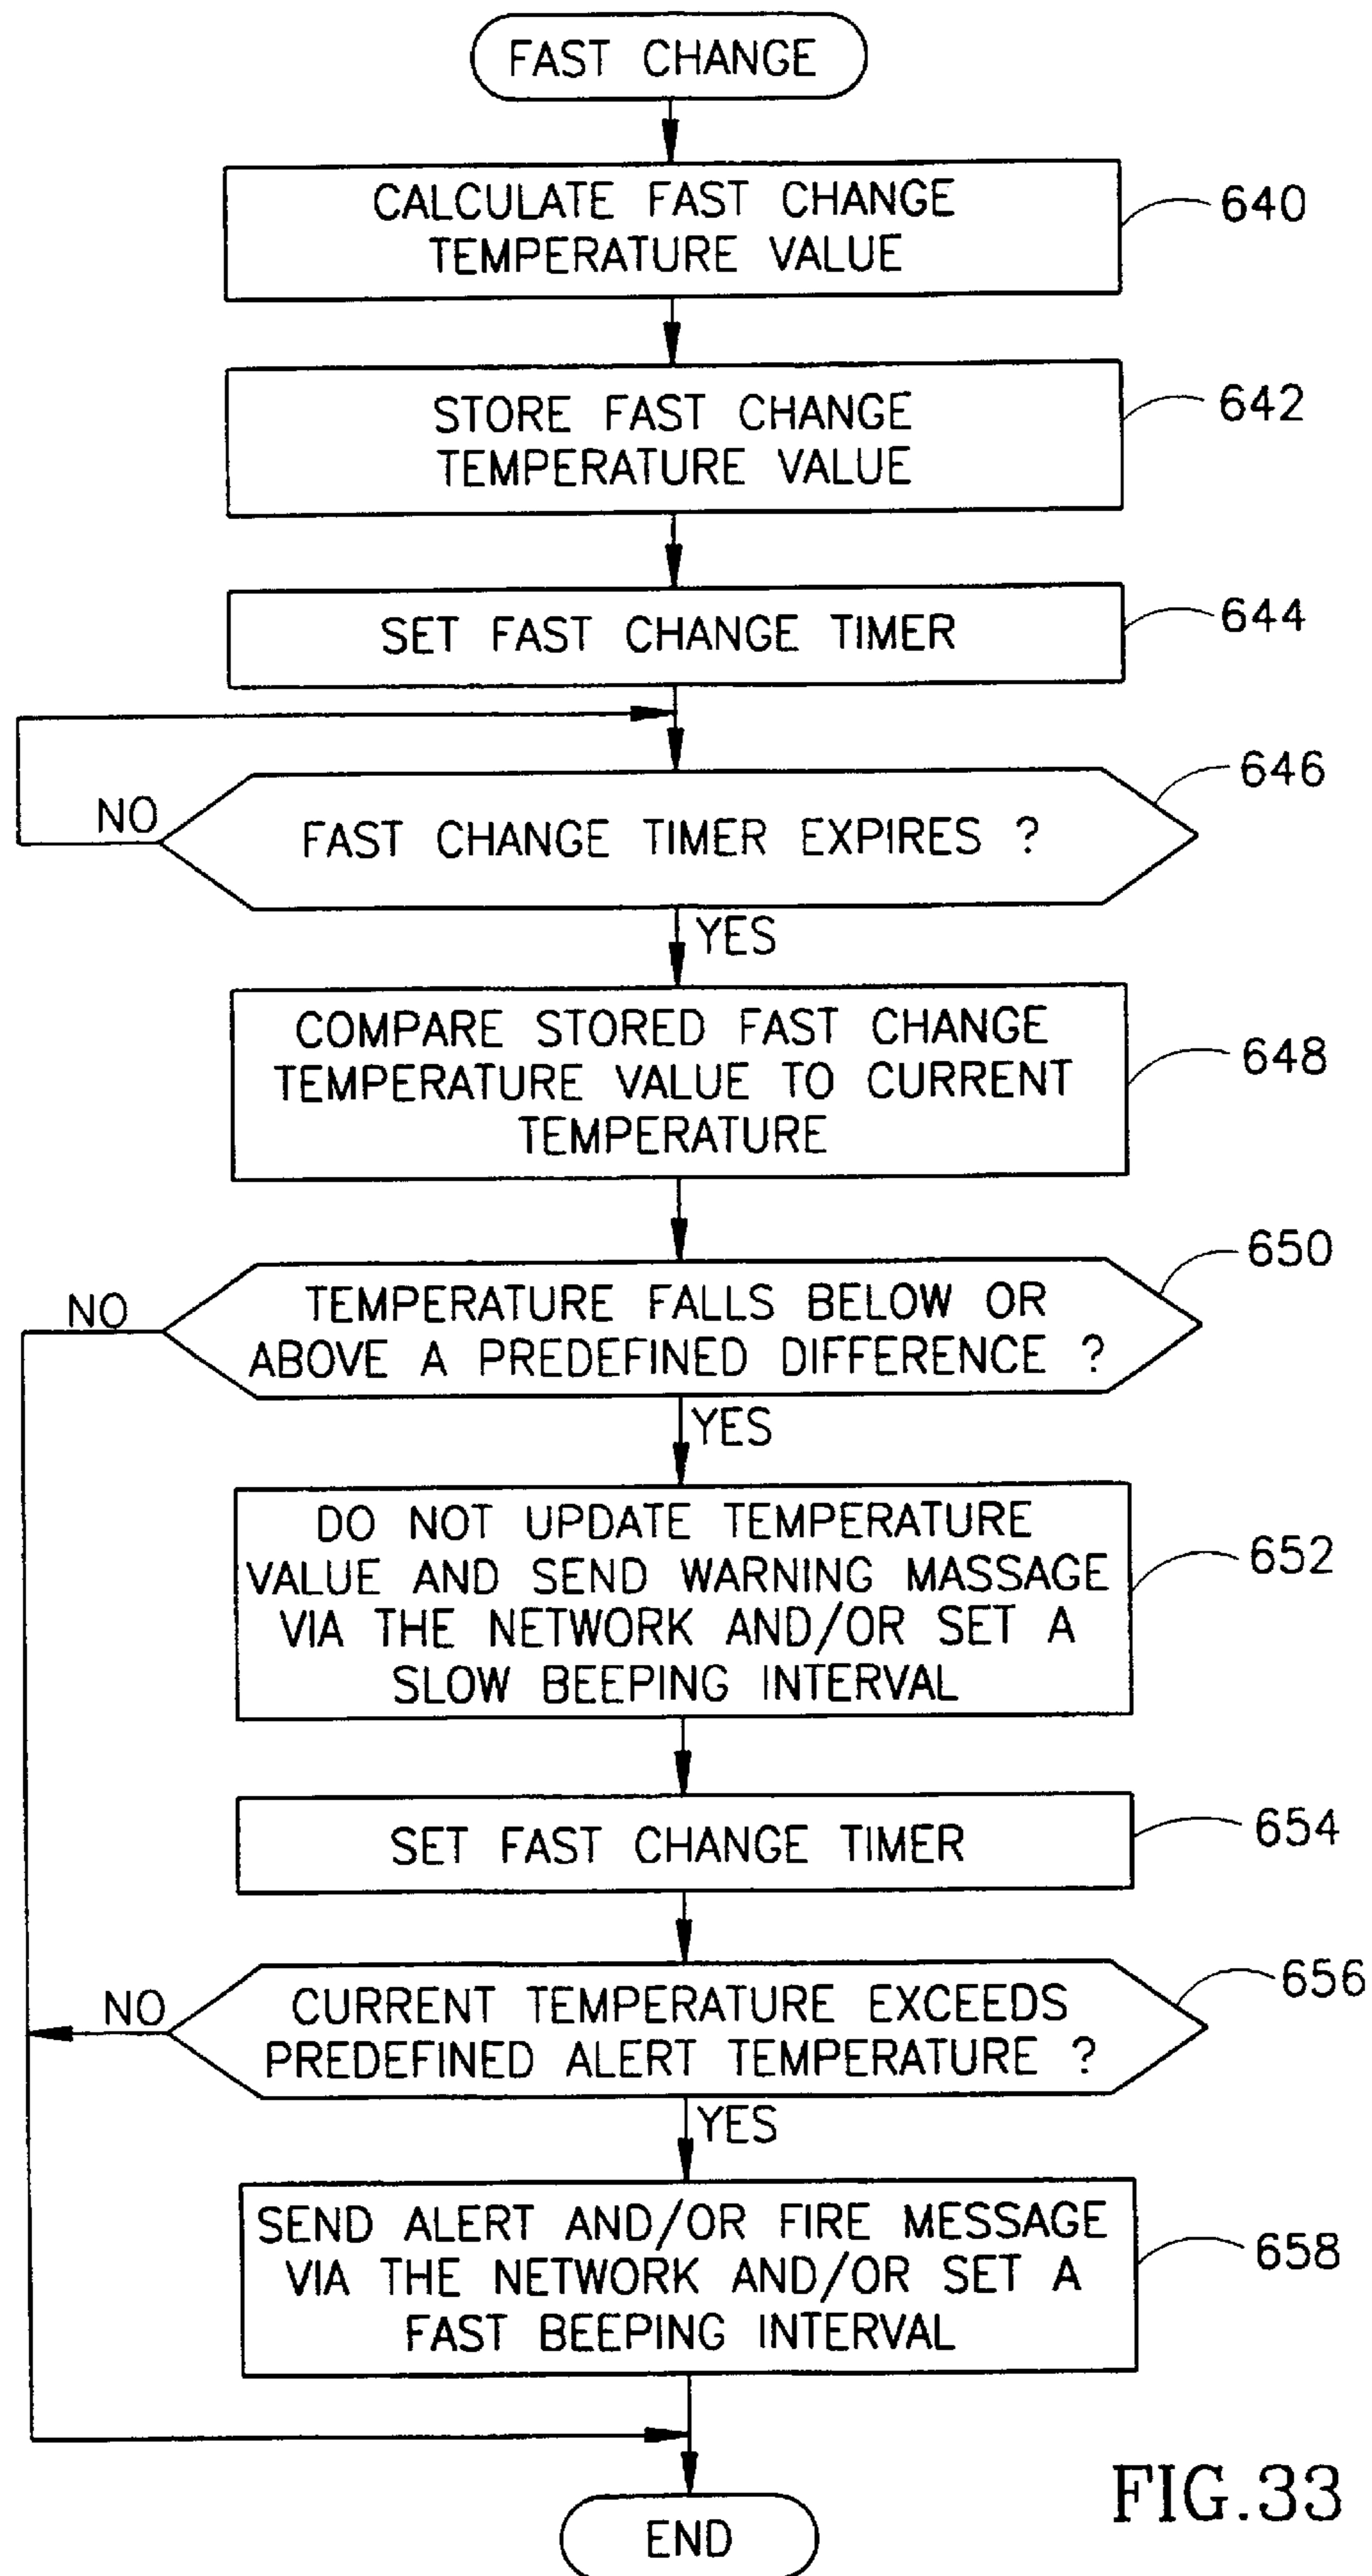 FAST CHANGE
CALCULATE FAST CHANGE
TEMPERATURE VALUE
640
STORE FAST CHANGE
TEMPERATURE VALUE
642
SET FAST CHANGE TIMER
644
646
NO
FAST CHANGE TIMER EXPIRES ?
YES
COMPARE STORED FAST CHANGE
TEMPERATURE VALUE TO CURRENT
TEMPERATURE
648
650
NO
TEMPERATURE FALLS BELOW OR
ABOVE A PREDEFINED DIFFERENCE ?
YES
DO NOT UPDATE TEMPERATURE
VALUE AND SEND WARNING MASSAGE
VIA THE NETWORK AND/OR SET A
SLOW BEEPING INTERVAL
652
SET FAST CHANGE TIMER
654
656
NO
CURRENT TEMPERATURE EXCEEDS
PREDEFINED ALERT TEMPERATURE ?
YES
SEND ALERT AND/OR FIRE MESSAGE
VIA THE NETWORK AND/OR SET A
FAST BEEPING INTERVAL
658
END
FIG.33